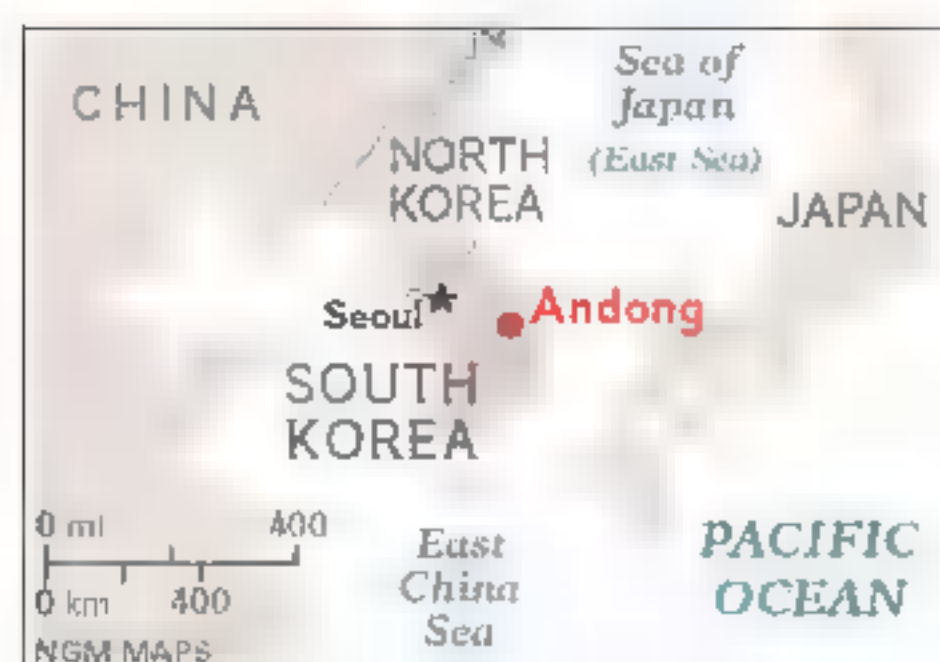 CHINA
Sea of
Japan
(East Sea)
NORTH
KOREA
JAPAN
Seoul
Andong
SOUTH
KOREA
0 mi 400
0 km 400
East
China
Sea
PACIFIC
OCEAN
NGM MAPS